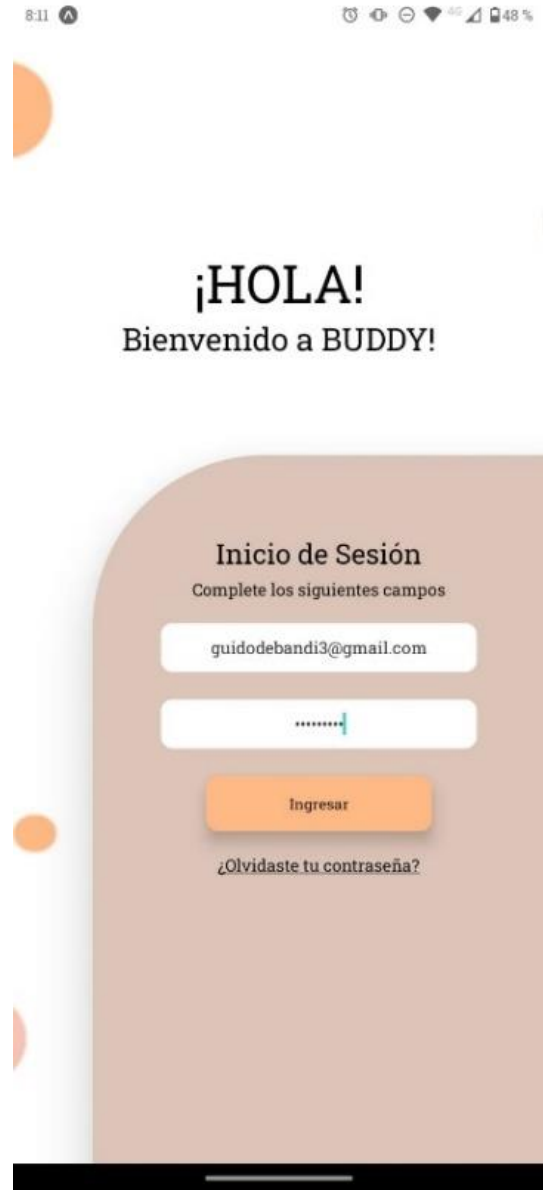 8:11 4G 48 %
¡HOLA!
Bienvenido a BUDDY!
Inicio de Sesión
Complete los siguientes campos
guidodebandi3@gmail.com
•••••••••
Ingresar
¿Olvidaste tu contraseña?